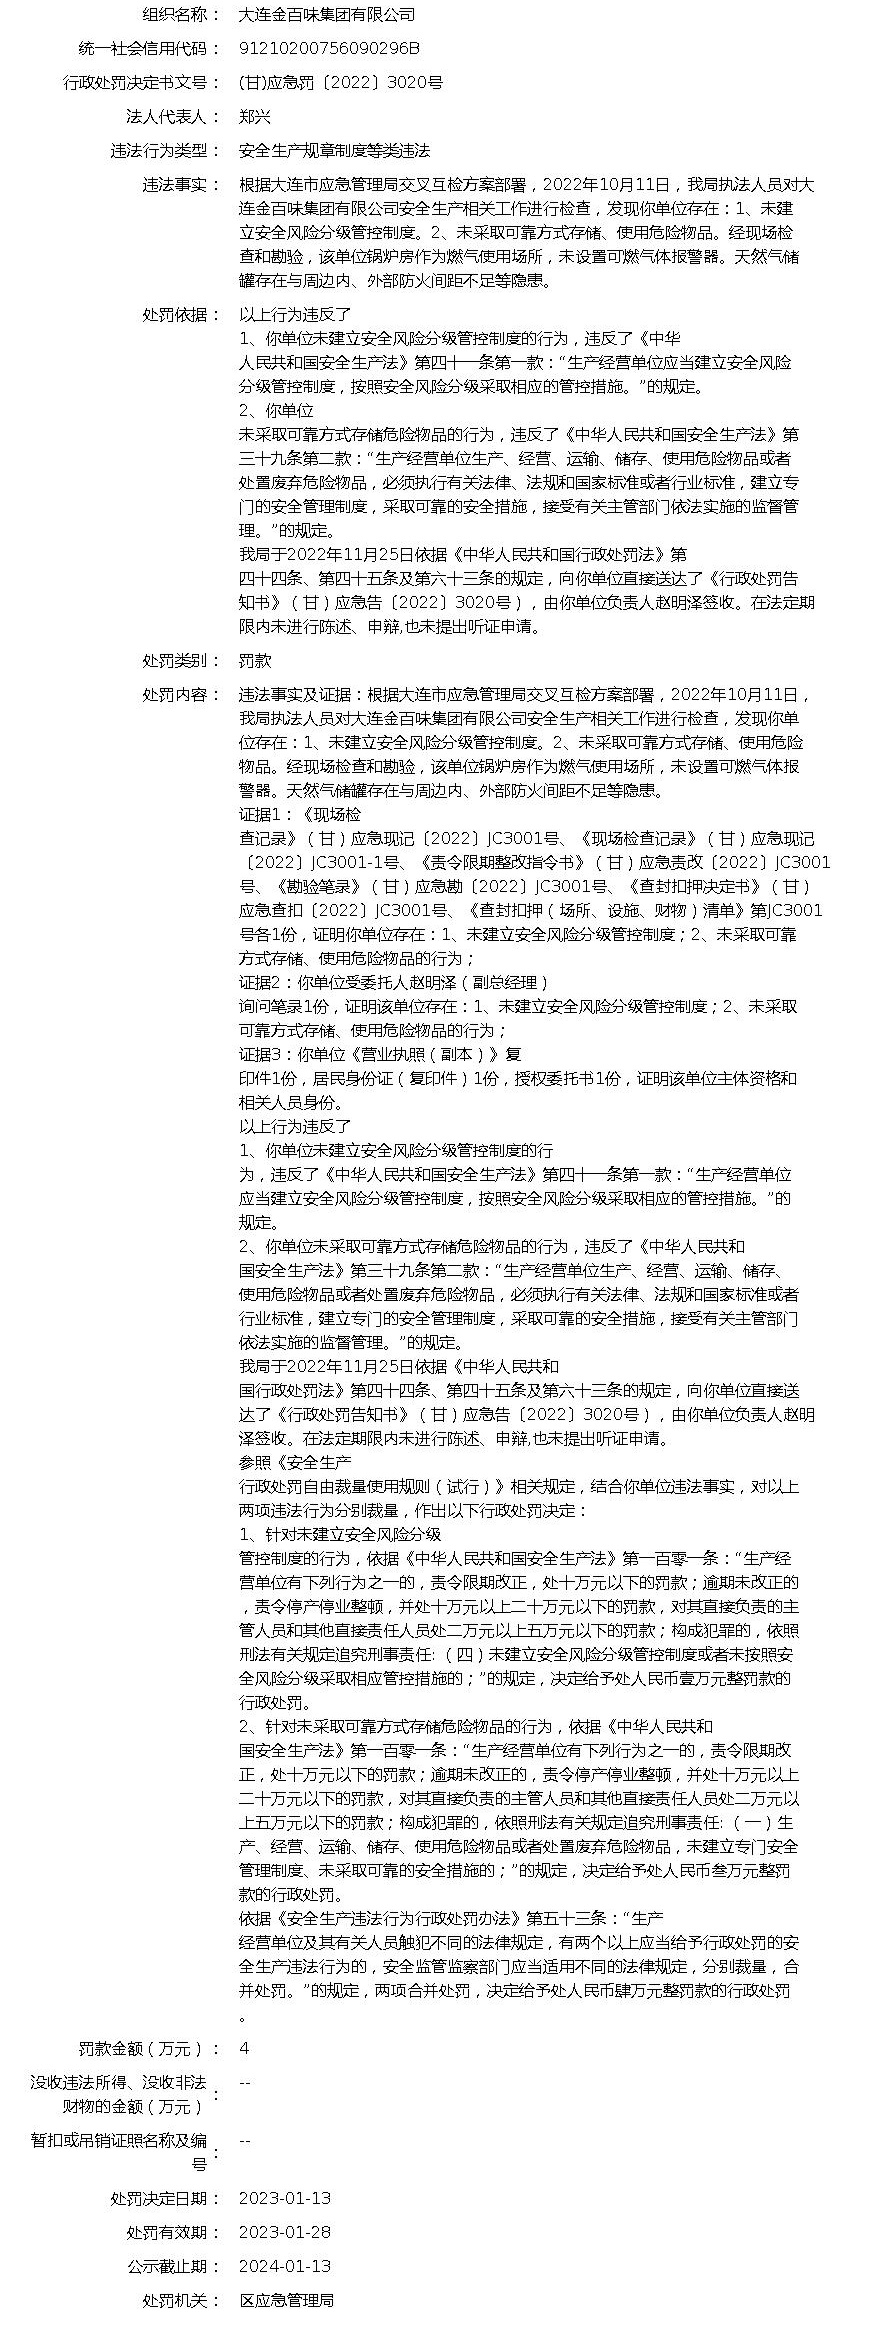 组织名称： 大连金百味集团有限公司
统一社会信用代码： 91210200756090296B
行政处罚决定书文号： (甘)应急罚〔2022〕3020号
法人代表人： 郑兴
违法行为类型： 安全生产规章制度等类违法
违法事实： 根据大连市应急管理局交叉互检方案部署，2022年10月11日，我局执法人员对大
连金百味集团有限公司安全生产相关工作进行检查，发现你单位存在：1、未建
立安全风险分级管控制度。2、未采取可靠方式存储、使用危险物品。经现场检
查和勘验，该单位锅炉房作为燃气使用场所，未设置可燃气体报警器。天然气储
罐存在与周边内、外部防火间距不足等隐患。
处罚依据： 以上行为违反了
1、你单位未建立安全风险分级管控制度的行为，违反了《中华
人民共和国安全生产法》第四十一条第一款：“生产经营单位应当建立安全风险
分级管控制度，按照安全风险分级采取相应的管控措施。”的规定。
2、你单位
未采取可靠方式存储危险物品的行为，违反了《中华人民共和国安全生产法》第
三十九条第二款：“生产经营单位生产、经营、运输、储存、使用危险物品或者
处置废弃危险物品，必须执行有关法律、法规和国家标准或者行业标准，建立专
门的安全管理制度，采取可靠的安全措施，接受有关主管部门依法实施的监督管
理。”的规定。
我局于2022年11月25日依据《中华人民共和国行政处罚法》第
四十四条、第四十五条及第六十三条的规定，向你单位直接送达了《行政处罚告
知书》（甘）应急告〔2022〕3020号），由你单位负责人赵明泽签收。在法定期
限内未进行陈述、申辩,也未提出听证申请。
处罚类别： 罚款
处罚内容： 违法事实及证据：根据大连市应急管理局交叉互检方案部署，2022年10月11日，
我局执法人员对大连金百味集团有限公司安全生产相关工作进行检查，发现你单
位存在：1、未建立安全风险分级管控制度。2、未采取可靠方式存储、使用危险
物品。经现场检查和勘验，该单位锅炉房作为燃气使用场所，未设置可燃气体报
警器。天然气储罐存在与周边内、外部防火间距不足等隐患。
证据1：《现场检
查记录》（甘）应急现记〔2022〕JC3001号、《现场检查记录》（甘）应急现记
〔2022〕JC3001-1号、《责令限期整改指令书》（甘）应急责改〔2022〕JC3001
号、《勘验笔录》（甘）应急勘〔2022〕JC3001号、《查封扣押决定书》（甘）
应急查扣〔2022〕JC3001号、《查封扣押（场所、设施、财物）清单》第JC3001
号各1份，证明你单位存在：1、未建立安全风险分级管控制度；2、未采取可靠
方式存储、使用危险物品的行为；
证据2：你单位受委托人赵明泽（副总经理）
询问笔录1份，证明该单位存在：1、未建立安全风险分级管控制度；2、未采取
可靠方式存储、使用危险物品的行为；
证据3：你单位《营业执照（副本）》复
印件1份，居民身份证（复印件）1份，授权委托书1份，证明该单位主体资格和
相关人员身份。
以上行为违反了
1、你单位未建立安全风险分级管控制度的行
为，违反了《中华人民共和国安全生产法》第四十一条第一款：“生产经营单位
应当建立安全风险分级管控制度，按照安全风险分级采取相应的管控措施。”的
规定。
2、你单位未采取可靠方式存储危险物品的行为，违反了《中华人民共和
国安全生产法》第三十九条第二款：“生产经营单位生产、经营、运输、储存、
使用危险物品或者处置废弃危险物品，必须执行有关法律、法规和国家标准或者
行业标准，建立专门的安全管理制度，采取可靠的安全措施，接受有关主管部门
依法实施的监督管理。”的规定。
我局于2022年11月25日依据《中华人民共和
国行政处罚法》第四十四条、第四十五条及第六十三条的规定，向你单位直接送
达了《行政处罚告知书》（甘）应急告〔2022〕3020号），由你单位负责人赵明
泽签收。在法定期限内未进行陈述、申辩,也未提出听证申请。
参照《安全生产
行政处罚自由裁量使用规则（试行）》相关规定，结合你单位违法事实，对以上
两项违法行为分别裁量，作出以下行政处罚决定：
1、针对未建立安全风险分级
管控制度的行为，依据《中华人民共和国安全生产法》第一百零一条：“生产经
营单位有下列行为之一的，责令限期改正，处十万元以下的罚款；逾期未改正的
，责令停产停业整顿，并处十万元以上二十万元以下的罚款，对其直接负责的主
管人员和其他直接责任人员处二万元以上五万元以下的罚款；构成犯罪的，依照
刑法有关规定追究刑事责任:（四）未建立安全风险分级管控制度或者未按照安
全风险分级采取相应管控措施的；”的规定，决定给予处人民币壹万元整罚款的
行政处罚。
2、针对未采取可靠方式存储危险物品的行为，依据《中华人民共和
国安全生产法》第一百零一条：“生产经营单位有下列行为之一的，责令限期改
正，处十万元以下的罚款；逾期未改正的，责令停产停业整顿，并处十万元以上
二十万元以下的罚款，对其直接负责的主管人员和其他直接责任人员处二万元以
上五万元以下的罚款；构成犯罪的，依照刑法有关规定追究刑事责任:（一）生
产、经营、运输、储存、使用危险物品或者处置废弃危险物品，未建立专门安全
管理制度、未采取可靠的安全措施的；”的规定，决定给予处人民币叁万元整罚
款的行政处罚。
依据《安全生产违法行为行政处罚办法》第五十三条：“生产
经营单位及其有关人员触犯不同的法律规定，有两个以上应当给予行政处罚的安
全生产违法行为的，安全监管监察部门应当适用不同的法律规定，分别裁量，合
并处罚。”的规定，两项合并处罚，决定给予处人民币肆万元整罚款的行政处罚
。
罚款金额（万元）： 4
没收违法所得、没收非法
财物的金额（万元）： --
暂扣或吊销证照名称及编
号： --
处罚决定日期： 2023-01-13
处罚有效期： 2023-01-28
公示截止期： 2024-01-13
处罚机关： 区应急管理局